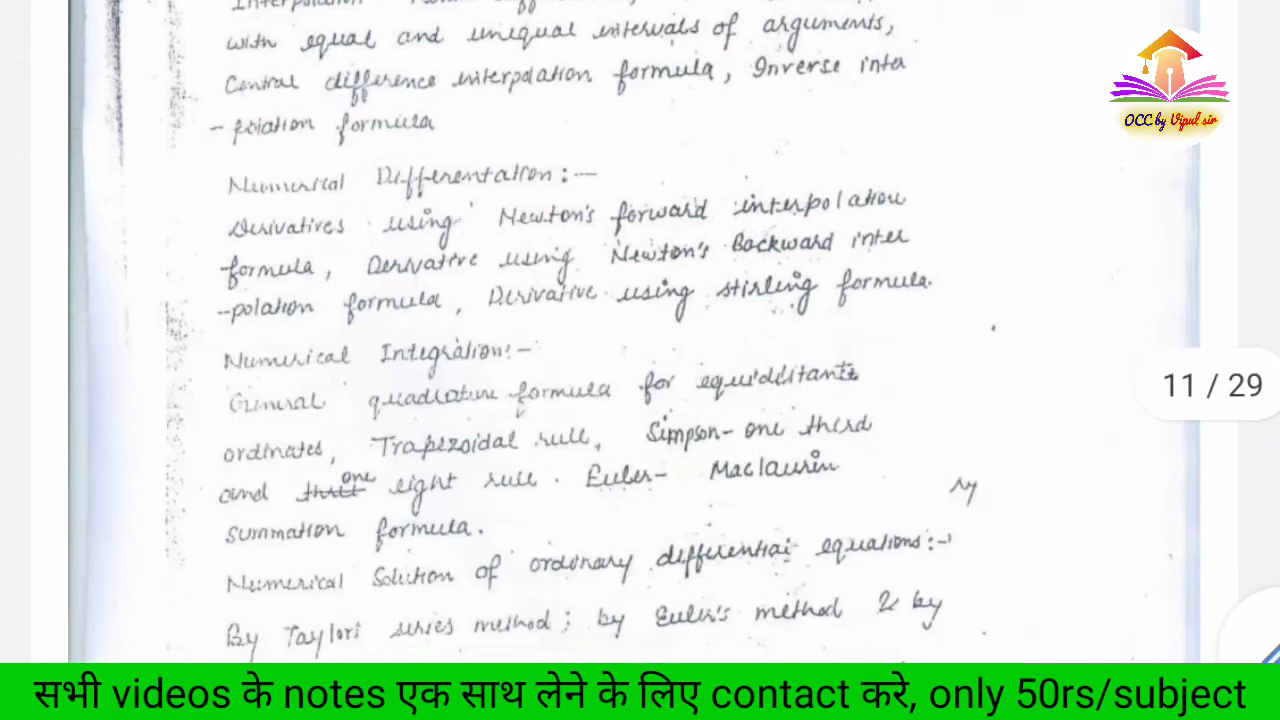 with equal and unequal intervals of arguments,
Central difference interpolation formula, Inverse inter
- polation formula
Numerical Differentation:—
Derivatives using Newton's forward interpolation
formula, Derivative using Newton's Backward inter
-polation formula, Derivative using stirling formula.
Numerical Integration:-
General quadrature formula for equidistants
ordinates, Trapezoidal rule, Simpson- one third
one
and three eight rule. Euler- Maclaurin
summation formula.
Numerical Solution of ordinary differential equations:-
By Taylori series method; by Euler's method & by
OCC by Vipul sir
11 / 29
सभी videos के notes एक साथ लेने के लिए contact करे, only 50rs/subject